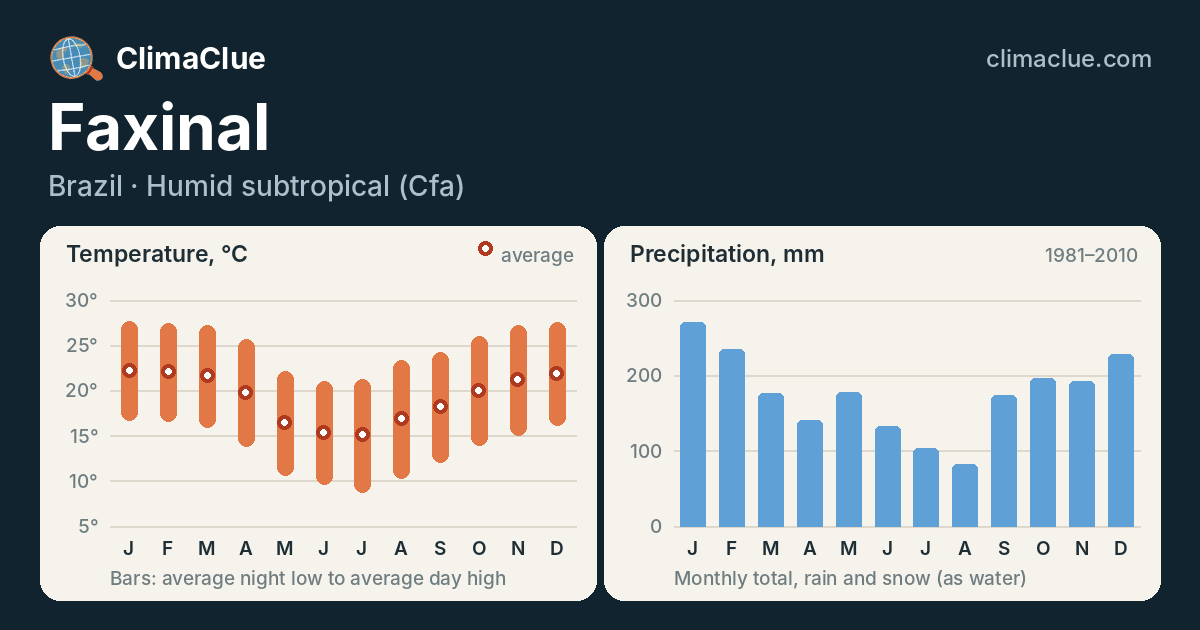 ClimaClue
climaclue.com
Faxinal
Brazil · Humid subtropical (Cfa)
Temperature, °C
average
30°
25°
20°
15°
10°
5°
J F M A M J J A S O N D
Bars: average night low to average day high
Precipitation, mm
1981–2010
300
200
100
0
J F M A M J J A S O N D
Monthly total, rain and snow (as water)